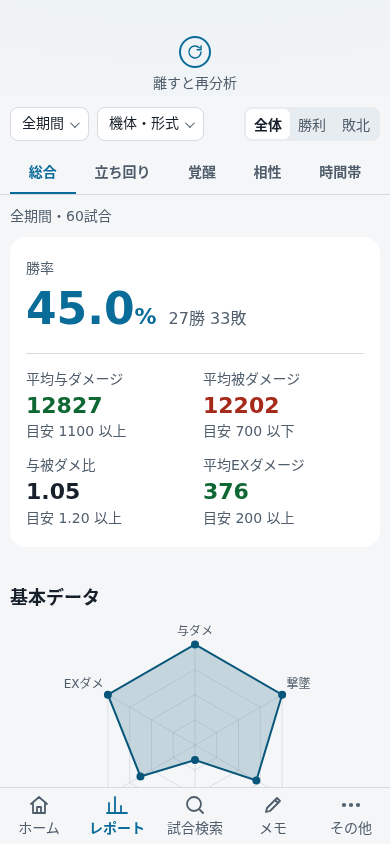 離すと再分析
全期間 機体・形式 全体 勝利 敗北
総合 立ち回り 覚醒 相性 時間帯
全期間・60試合
勝率
45.0% 27勝 33敗
平均与ダメージ 平均被ダメージ
12827 12202
目安 1100 以上 目安 700 以下
与被ダメ比 平均EXダメージ
1.05 376
目安 1.20 以上 目安 200 以上
基本データ
与ダメ
EXダメ 撃墜
ホーム レポート 試合検索 メモ その他